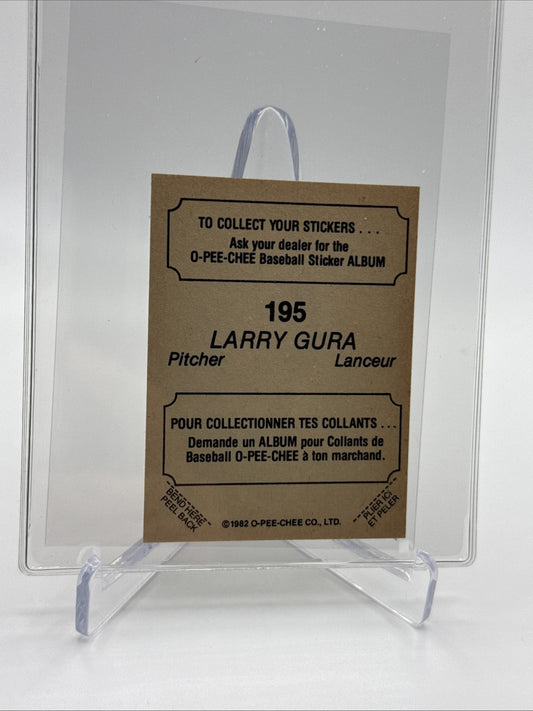 TO COLLECT YOUR STICKERS . . .
Ask your dealer for the
O-PEE-CHEE Baseball Sticker ALBUM
195
LARRY GURA
Pitcher Lanceur
POUR COLLECTIONNER TES COLLANTS . . .
Demande un ALBUM pour Collants de
Baseball O-PEE-CHEE à ton marchand.
BEND HERE
PEEL BACK
©1982 O-PEE-CHEE CO., LTD.
PLIER ICI
ET PELER